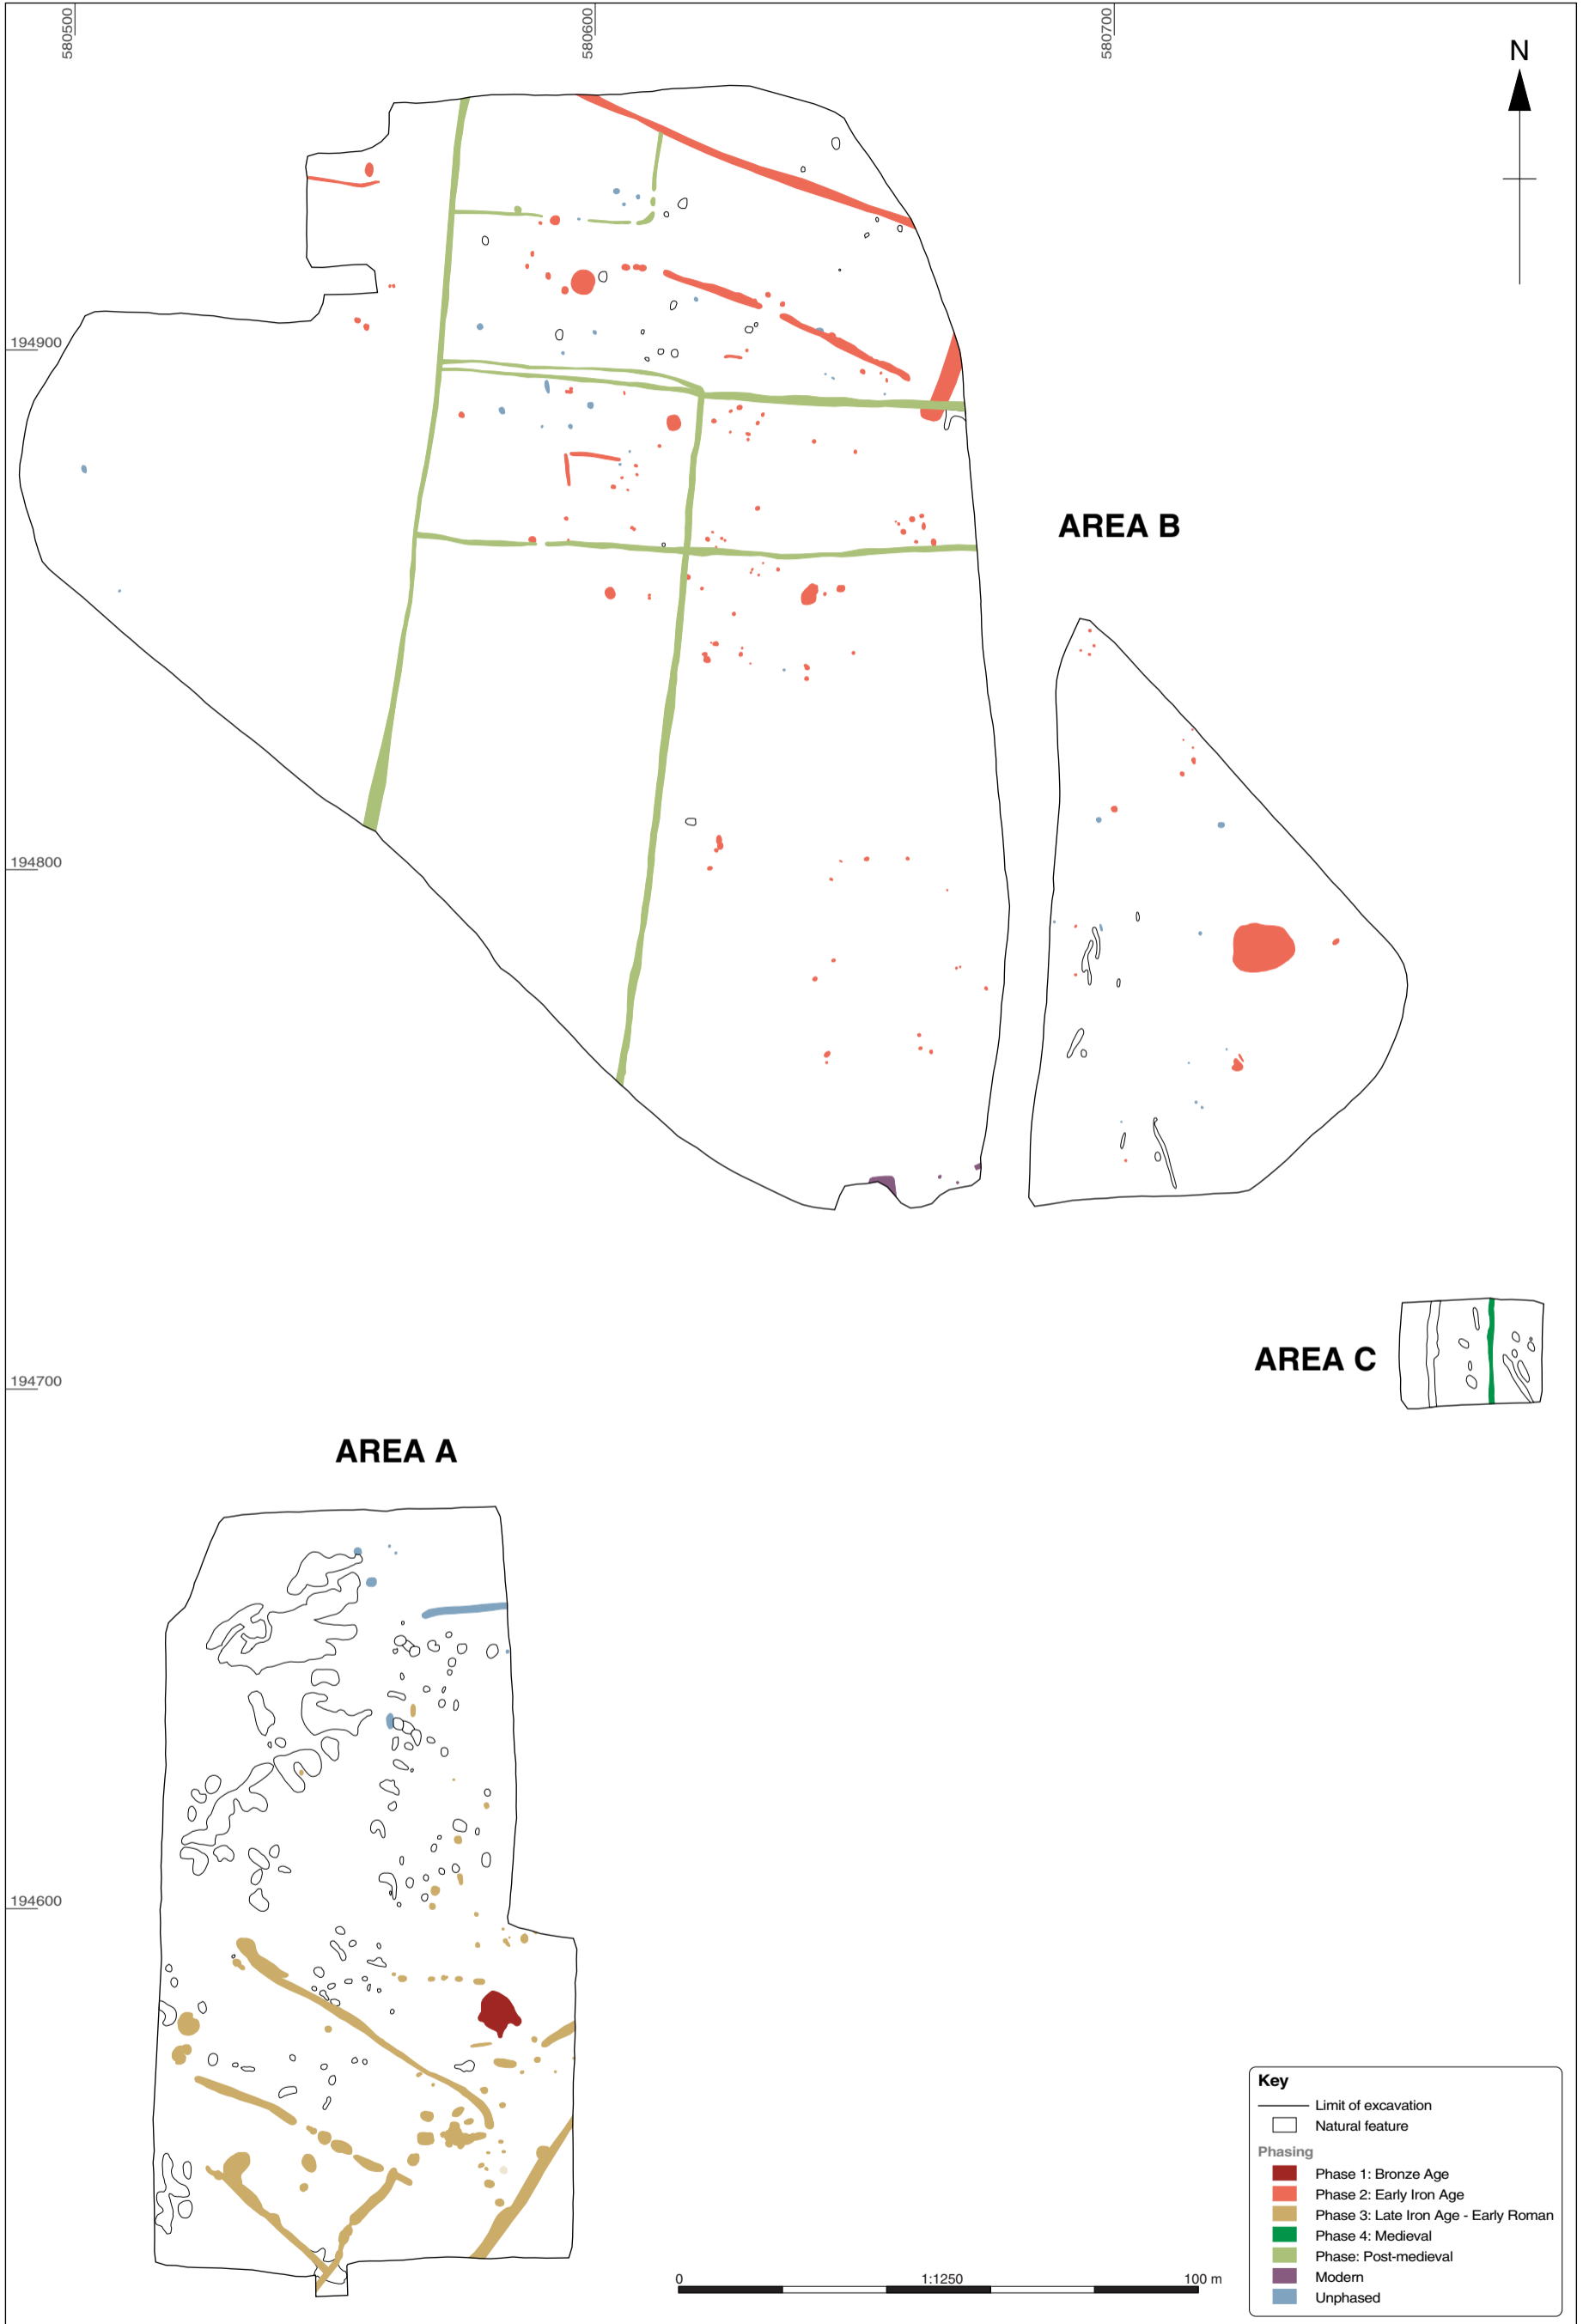 580500
580600
580700
N
194900
AREA B
194800
AREA C
194700
AREA A
194600
Key
Limit of excavation
Natural feature
Phasing
Phase 1: Bronze Age
Phase 2: Early Iron Age
Phase 3: Late Iron Age - Early Roman
Phase 4: Medieval
Phase: Post-medieval
Modern
Unphased
0 1:1250 100 m